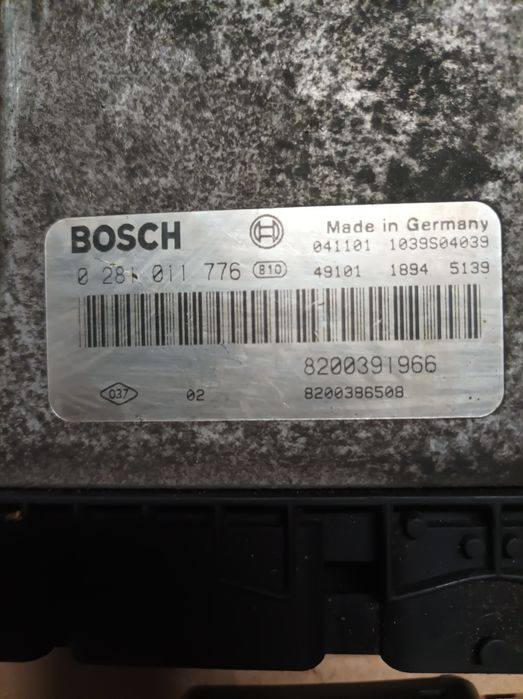 BOSCH
Made in Germany
041101 1039S04039
0 281 011 776 810
49101 1894 5139
8200391966
037 02 8200386508